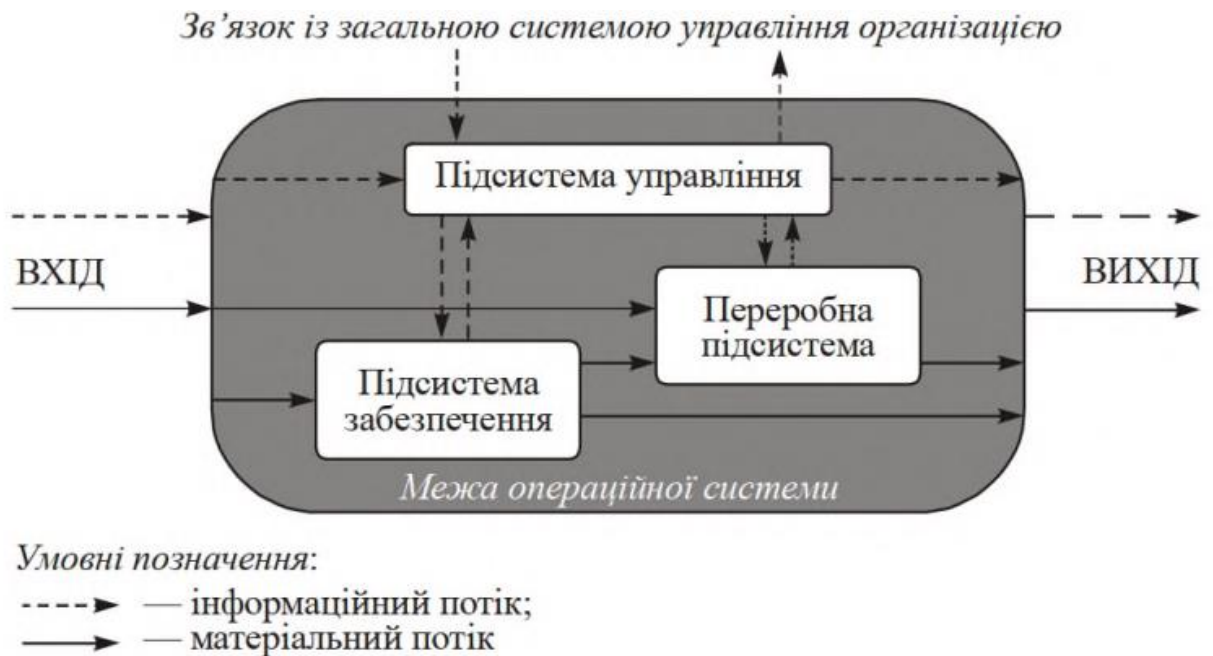 Зв’язок із загальною системою управління організацією
Підсистема управління
ВХІД
ВИХІД
Переробна
підсистема
Підсистема
забезпечення
Межа операційної системи
Умовні позначення:
— інформаційний потік;
— матеріальний потік